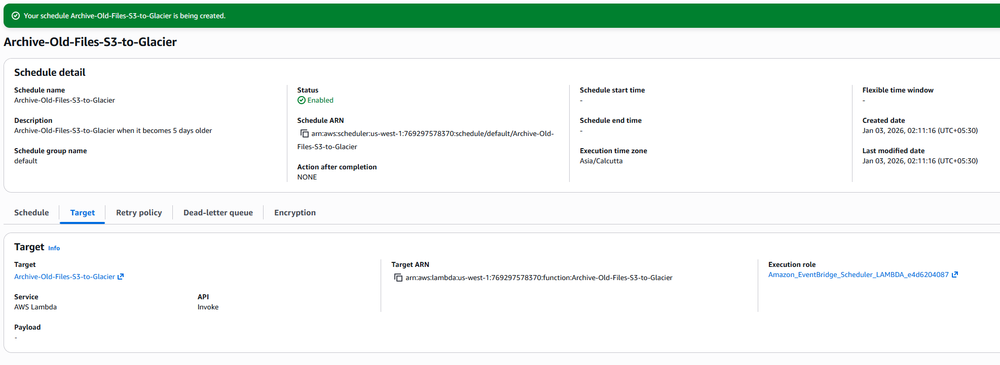 Your schedule Archive-Old-Files-S3-to-Glacier is being created.
Archive-Old-Files-S3-to-Glacier
Schedule detail
Schedule name
Archive-Old-Files-S3-to-Glacier
Description
Archive-Old-Files-S3-to-Glacier when it becomes 5 days older
Schedule group name
default
Status
Enabled
Schedule ARN
arn:aws:scheduler:us-west-1:769297578370:schedule/default/Archive-Old-
Files-S3-to-Glacier
Action after completion
NONE
Schedule start time
-
Schedule end time
-
Execution time zone
Asia/Calcutta
Flexible time window
-
Created date
Jan 03, 2026, 02:11:16 (UTC+05:30)
Last modified date
Jan 03, 2026, 02:11:16 (UTC+05:30)
Schedule
Target
Retry policy
Dead-letter queue
Encryption
Target Info
Target
Archive-Old-Files-S3-to-Glacier
Service
AWS Lambda
API
Invoke
Payload
-
Target ARN
arn:aws:lambda:us-west-1:769297578370:function:Archive-Old-Files-S3-to-Glacier
Execution role
Amazon_EventBridge_Scheduler_LAMBDA_e4d6204087